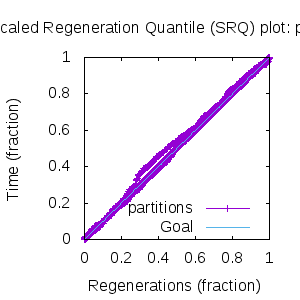 caled Regeneration Quantile (SRQ) plot: p
1
0.8
0.6
0.4
0.2
0
Time (fraction)
partitions
Goal
0 0.2 0.4 0.6 0.8 1
Regenerations (fraction)